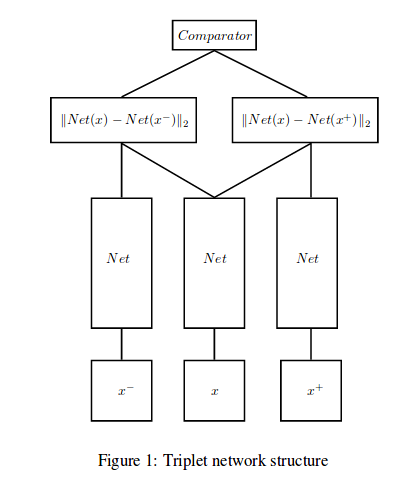 Comparator
‖Net(x) − Net(x⁻)‖₂ ‖Net(x) − Net(x⁺)‖₂
Net Net Net
x⁻ x x⁺
Figure 1: Triplet network structure